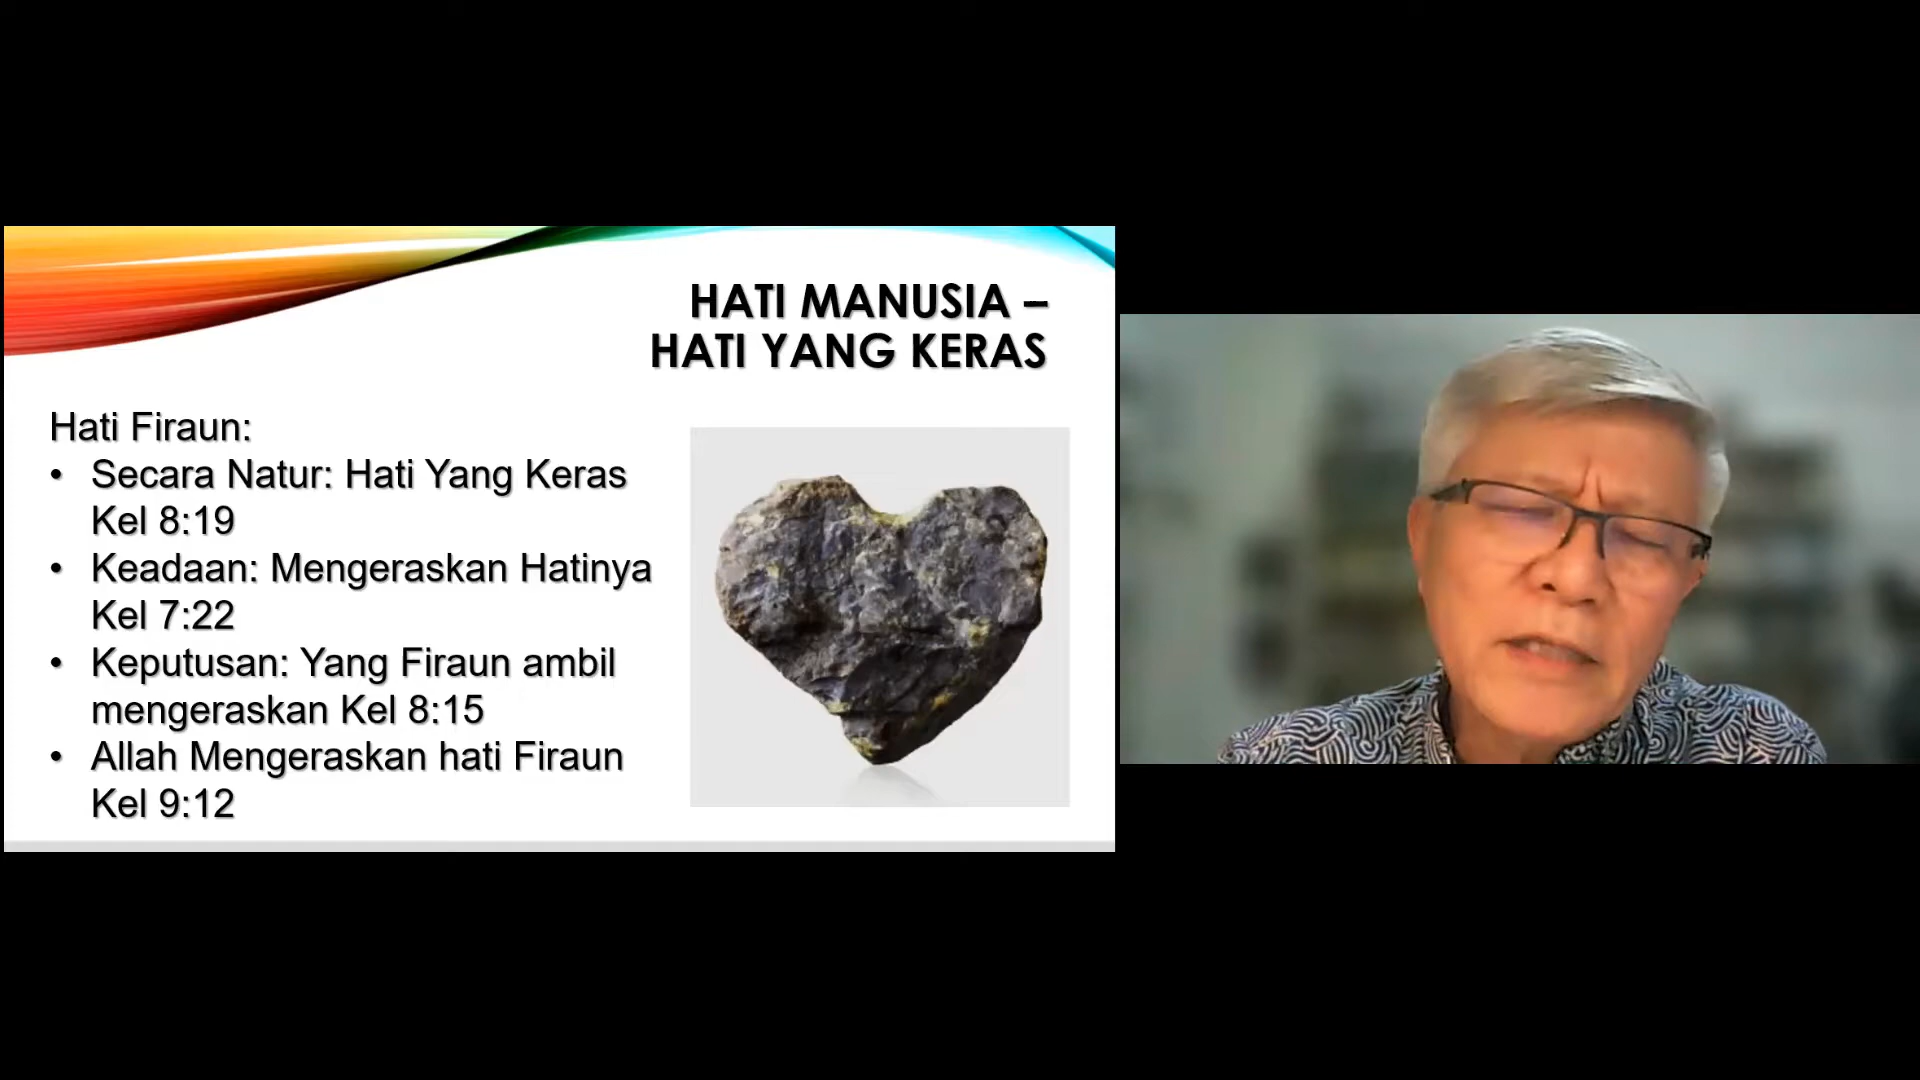 HATI MANUSIA –
HATI YANG KERAS
Hati Firaun:
• Secara Natur: Hati Yang Keras
Kel 8:19
• Keadaan: Mengeraskan Hatinya
Kel 7:22
• Keputusan: Yang Firaun ambil
mengeraskan Kel 8:15
• Allah Mengeraskan hati Firaun
Kel 9:12